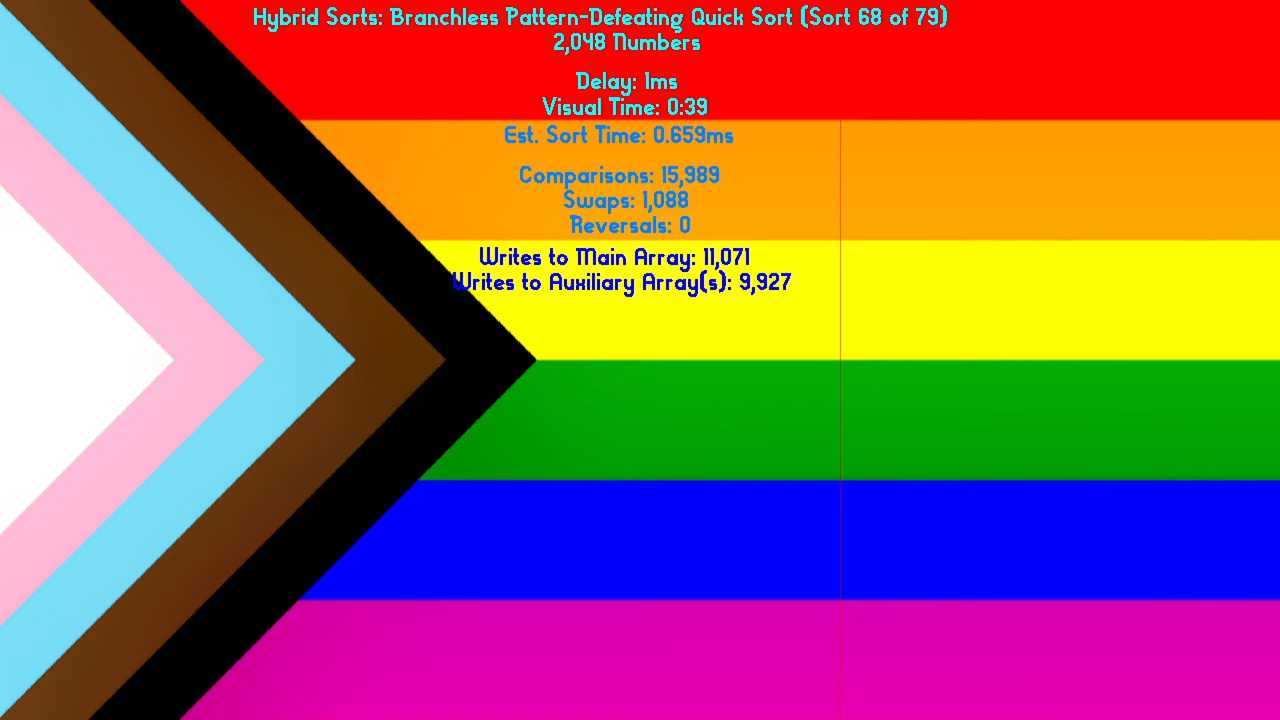 Hybrid Sorts: Branchless Pattern-Defeating Quick Sort (Sort 68 of 79)
2,048 Numbers
Delay: 1ms
Visual Time: 0:39
Est. Sort Time: 0.659ms
Comparisons: 15,989
Swaps: 1,088
Reversals: 0
Writes to Main Array: 11,071
Writes to Auxiliary Array(s): 9,927